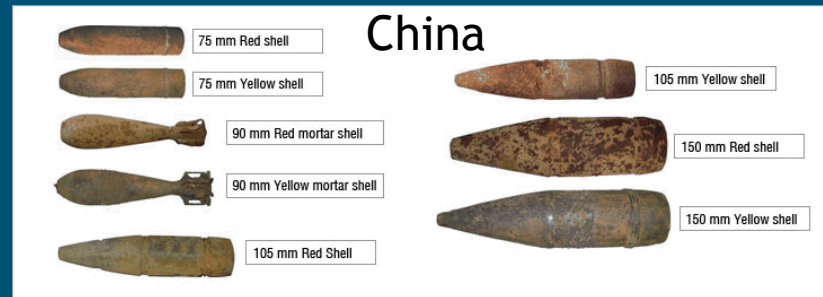 China
75 mm Red shell
75 mm Yellow shell
90 mm Red mortar shell
90 mm Yellow mortar shell
105 mm Red Shell
105 mm Yellow shell
150 mm Red shell
150 mm Yellow shell